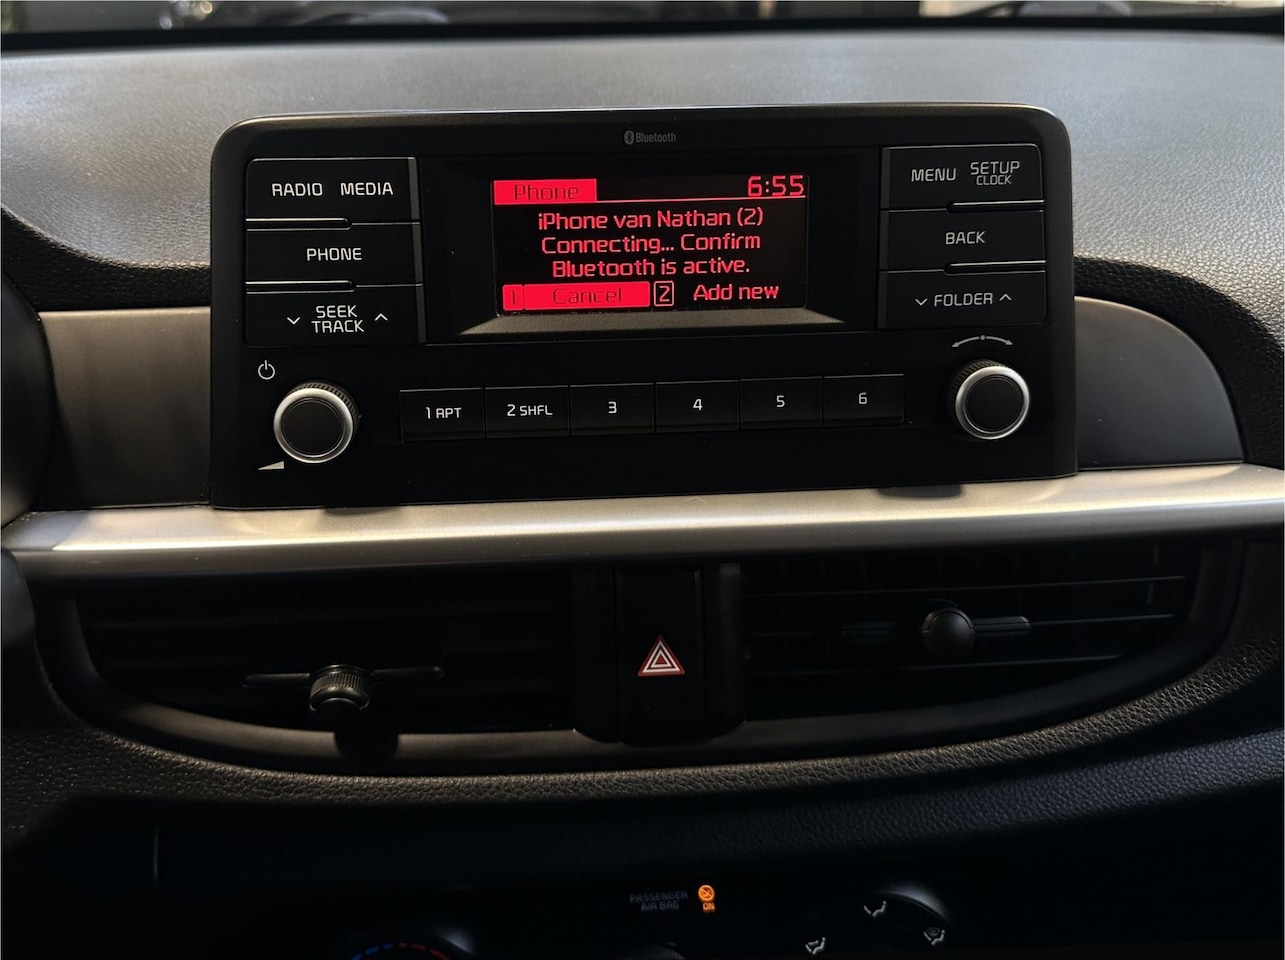 Bluetooth
RADIO MEDIA
PHONE
SEEK
TRACK
Phone 6:55
iPhone van Nathan (2)
Connecting... Confirm
Bluetooth is active.
1 Cancel 2 Add new
MENU SETUP
CLOCK
BACK
FOLDER
1 RPT 2 SHFL 3 4 5 6
PASSENGER
AIR BAG ON